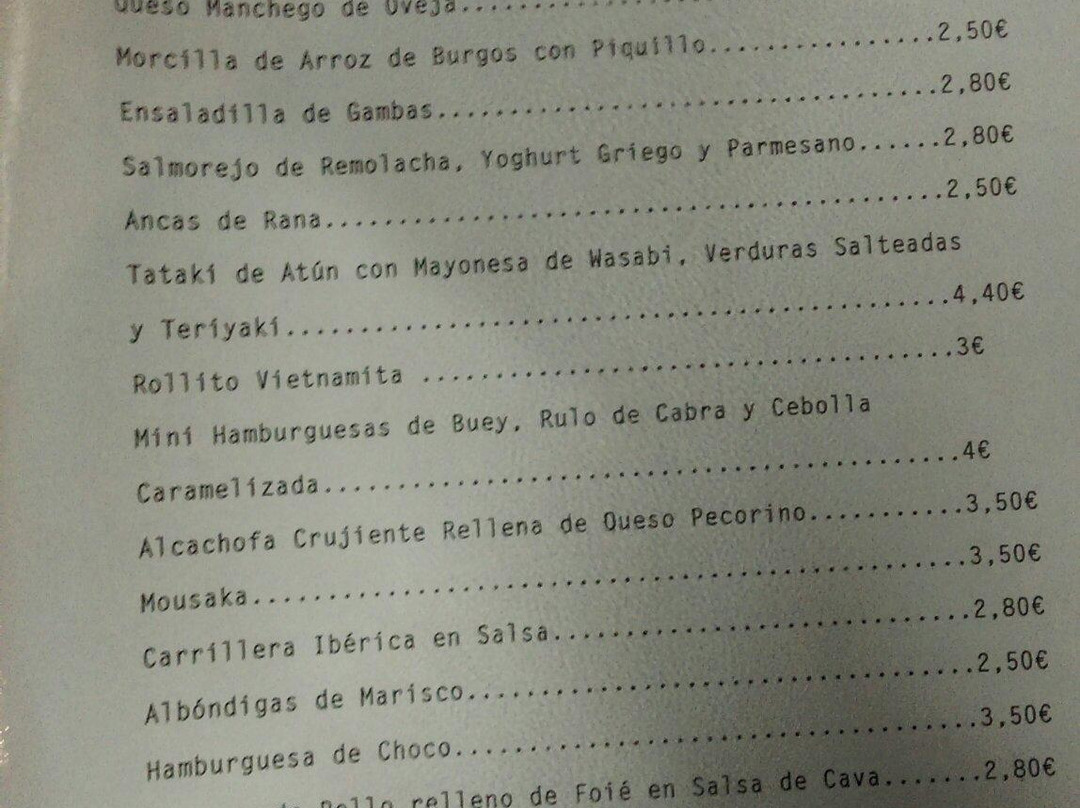 Queso Manchego de Oveja..............
Morcilla de Arroz de Burgos con Piquillo................2,50€
Ensaladilla de Gambas...................................2,80€
Salmorejo de Remolacha, Yoghurt Griego y Parmesano......2,80€
Ancas de Rana...........................................2,50€
Tataki de Atún con Mayonesa de Wasabi, Verduras Salteadas
y Teriyaki..............................................4,40€
Rollito Vietnamita .....................................3€
Mini Hamburguesas de Buey, Rulo de Cabra y Cebolla
Caramelizada............................................4€
Alcachofa Crujiente Rellena de Queso Pecorino...........3,50€
Mousaka.................................................3,50€
Carrillera Ibérica en Salsa.............................2,80€
Albóndigas de Marisco...................................2,50€
Hamburguesa de Choco....................................3,50€
relleno de Foié en Salsa de Cava.......2,80€